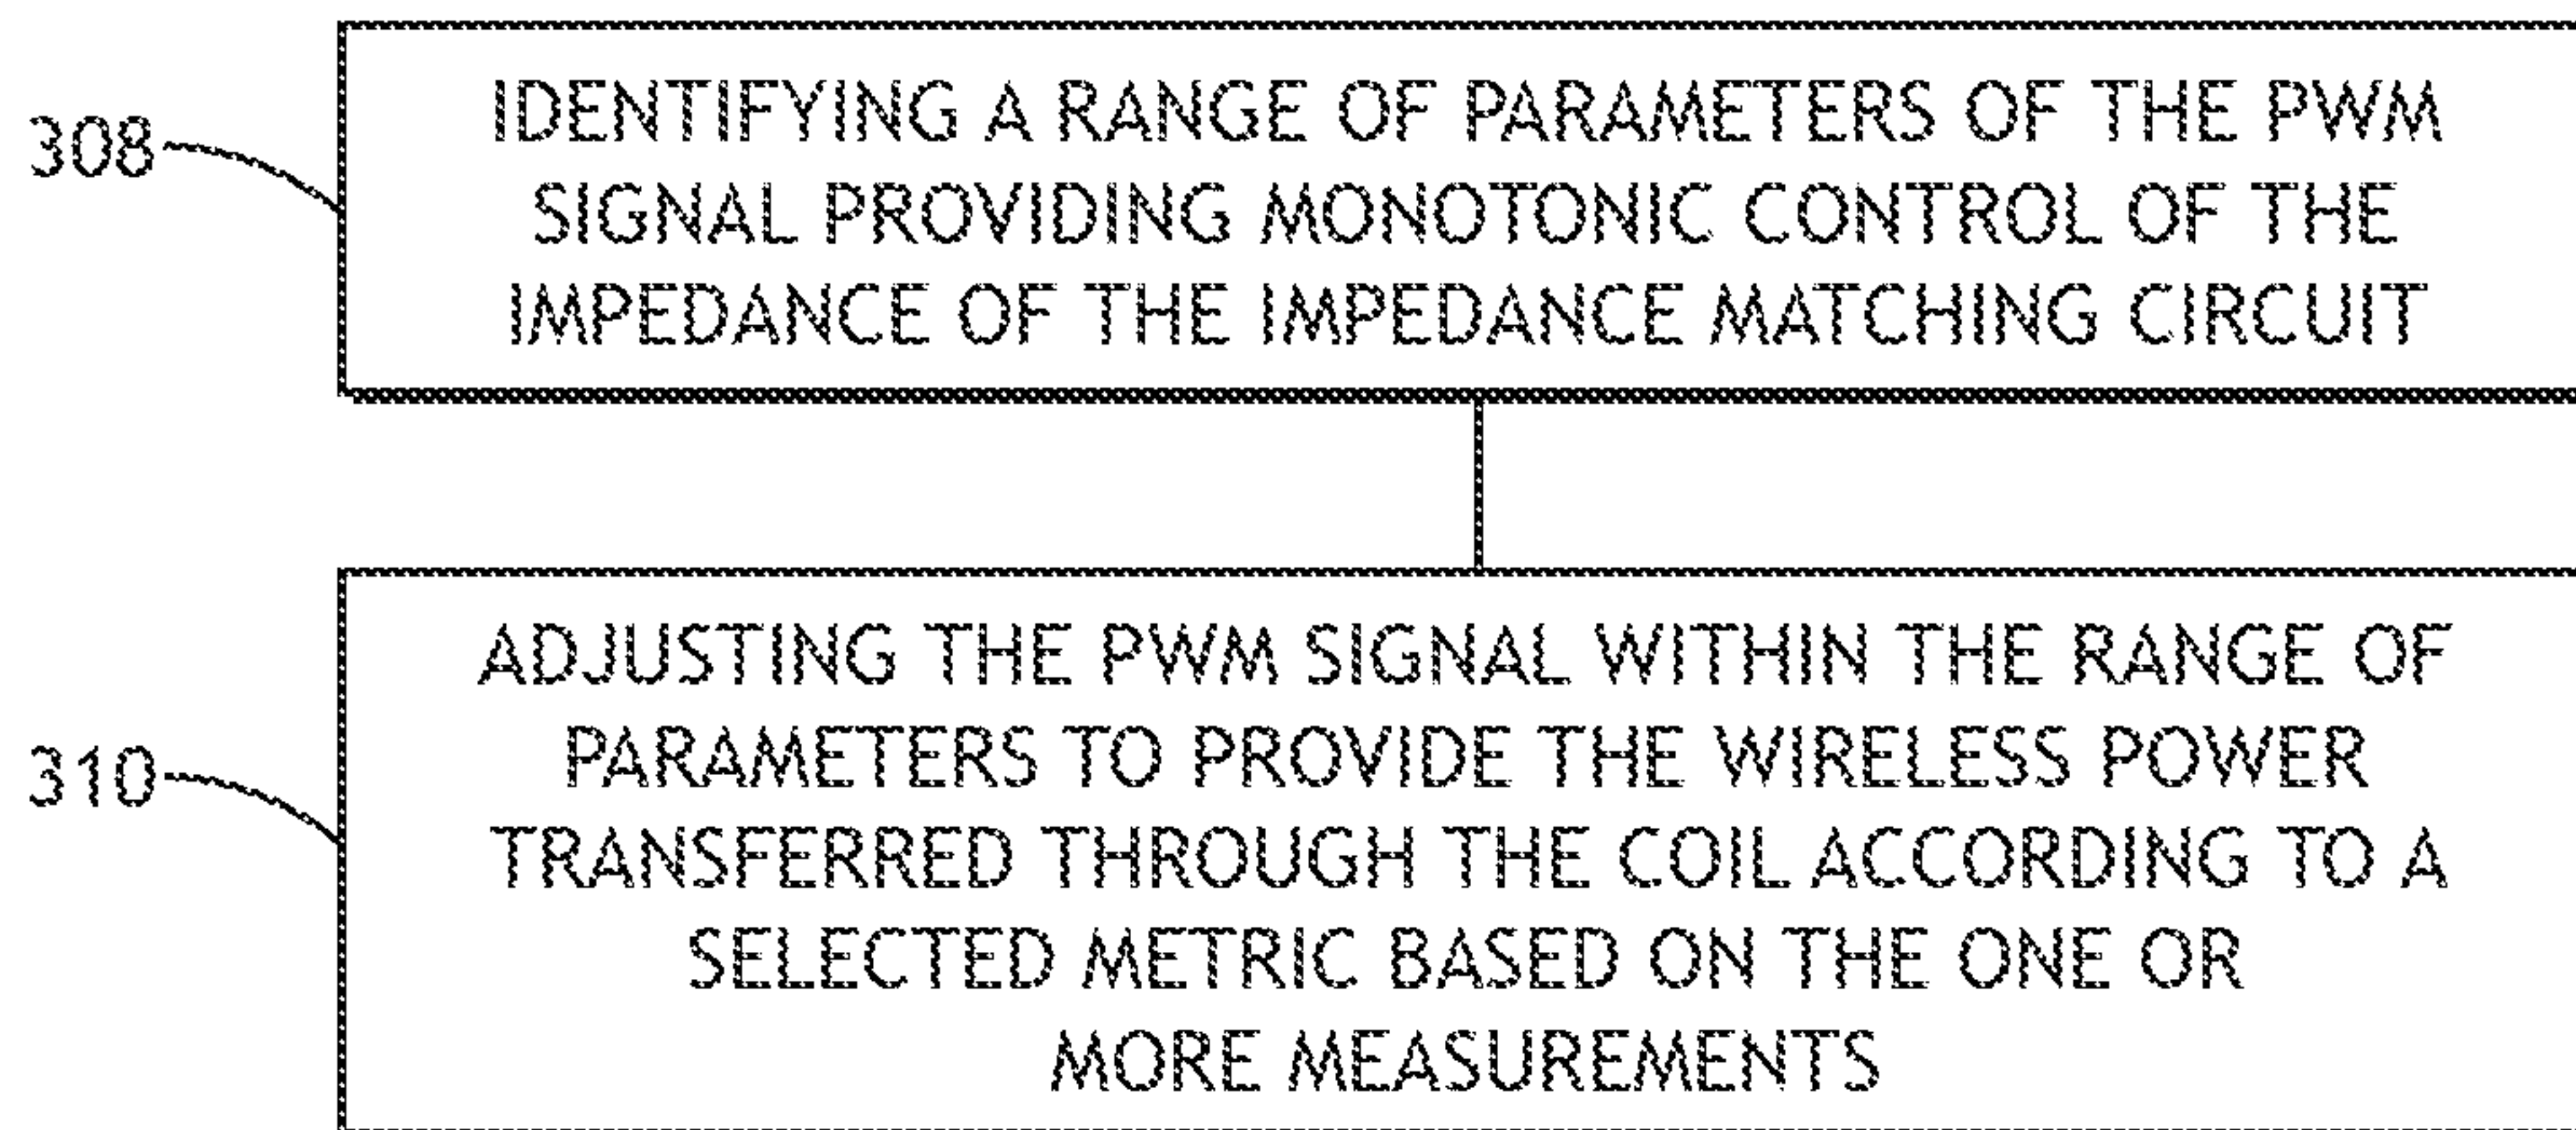 308
IDENTIFYING A RANGE OF PARAMETERS OF THE PWM
SIGNAL PROVIDING MONOTONIC CONTROL OF THE
IMPEDANCE OF THE IMPEDANCE MATCHING CIRCUIT
310
ADJUSTING THE PWM SIGNAL WITHIN THE RANGE OF
PARAMETERS TO PROVIDE THE WIRELESS POWER
TRANSFERRED THROUGH THE COIL ACCORDING TO A
SELECTED METRIC BASED ON THE ONE OR
MORE MEASUREMENTS